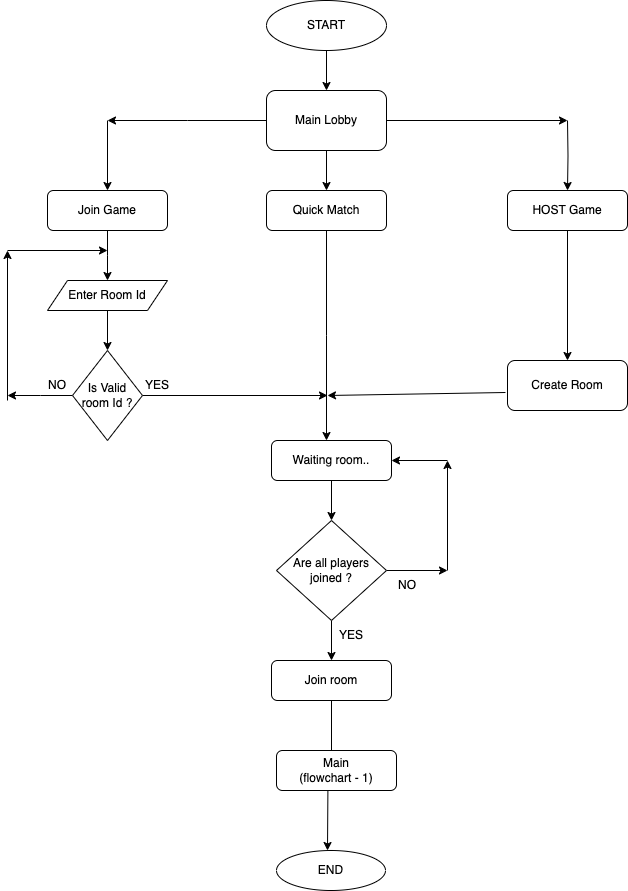 START
Main Lobby
Join Game
Quick Match
HOST Game
Enter Room Id
NO
Is Valid
room Id ?
YES
Create Room
Waiting room..
Are all players
joined ?
NO
YES
Join room
Main
(flowchart - 1)
END